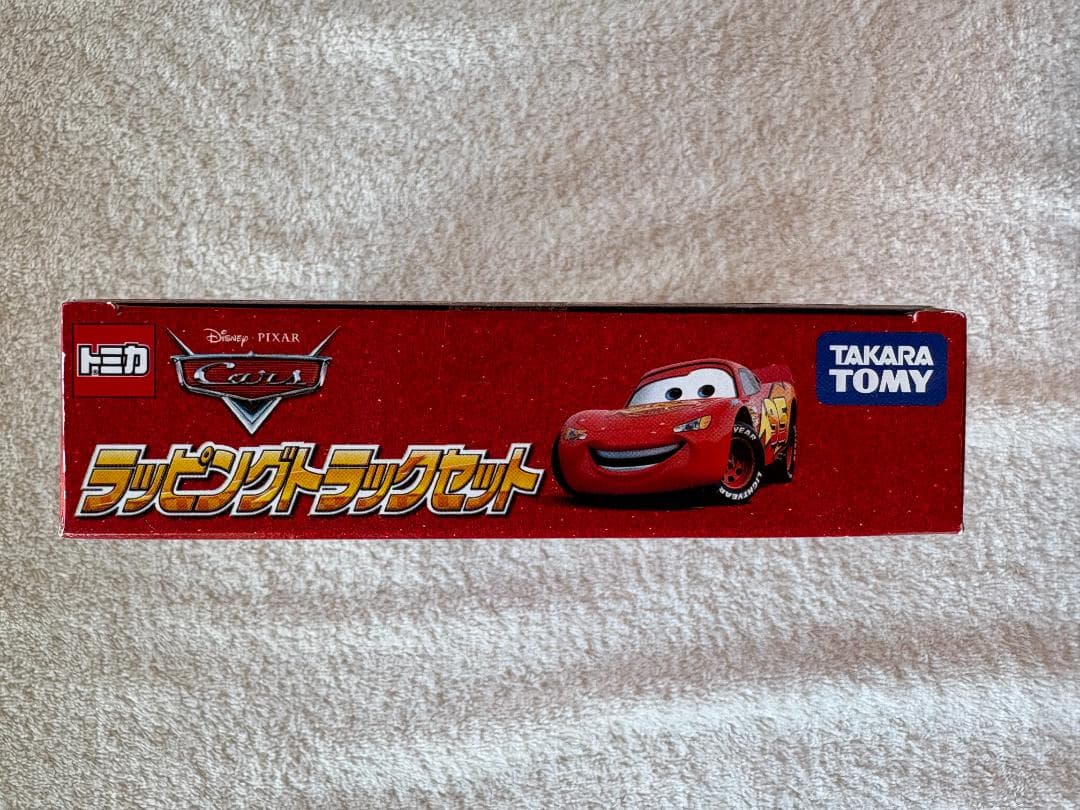 トミカ
Disney · PIXAR
Cars
ラッピングトラックセット
95
LIGHTYEAR
TAKARA
TOMY